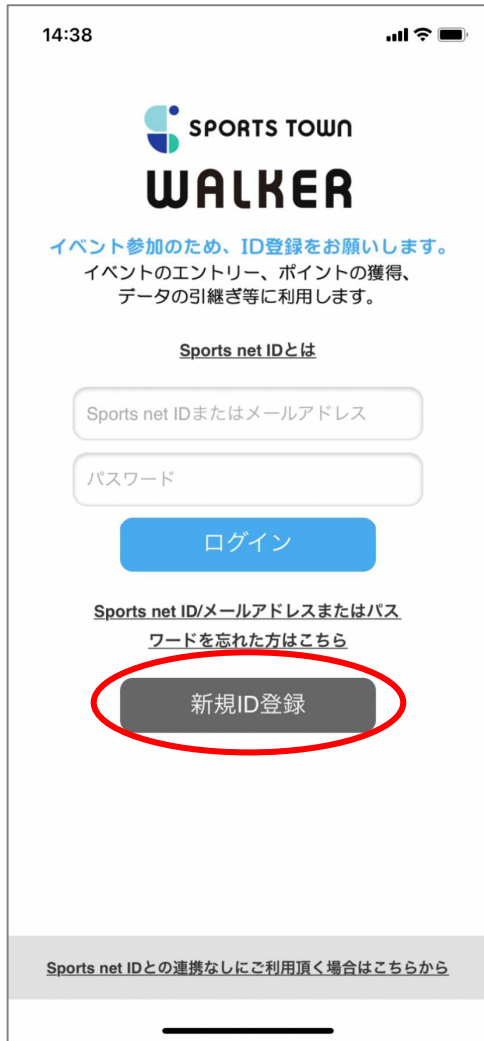 14:38
SPORTS TOWN
WALKER
イベント参加のため、ID登録をお願いします。
イベントのエントリー、ポイントの獲得、
データの引継ぎ等に利用します。
Sports net IDとは
Sports net IDまたはメールアドレス
パスワード
ログイン
Sports net ID/メールアドレスまたはパス
ワードを忘れた方はこちら
新規ID登録
Sports net IDとの連携なしにご利用頂く場合はこちらから